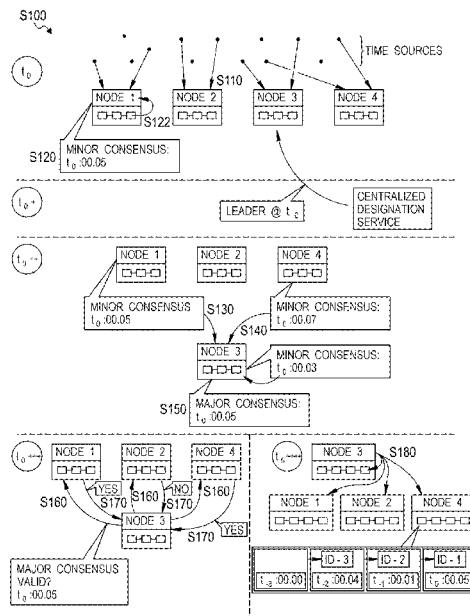 S100
TIME SOURCES
t0
S110
NODE 1
NODE 2
NODE 3
NODE 4
S122
S120
MINOR CONSENSUS:
t0:00.05
t0+
LEADER @ t0
CENTRALIZED
DESIGNATION
SERVICE
t0++
NODE 1
NODE 2
NODE 4
MINOR CONSENSUS
t0:00.05
S130
S140
MINOR CONSENSUS:
t0:00.07
NODE 3
MINOR CONSENSUS:
t0:00.03
S150
MAJOR CONSENSUS:
t0:00.05
NODE 1
NODE 2
NODE 4
S160
YES
S160
NO
S160
S170
S170
NODE 3
S170
YES
MAJOR CONSENSUS
VALID?
t0:00.05
NODE 3
S180
NODE 1
NODE 2
NODE 4
ID-3
ID-2
ID-1
t-3:00.00
t-2:00.04
t-1:00.01
t0:00.05